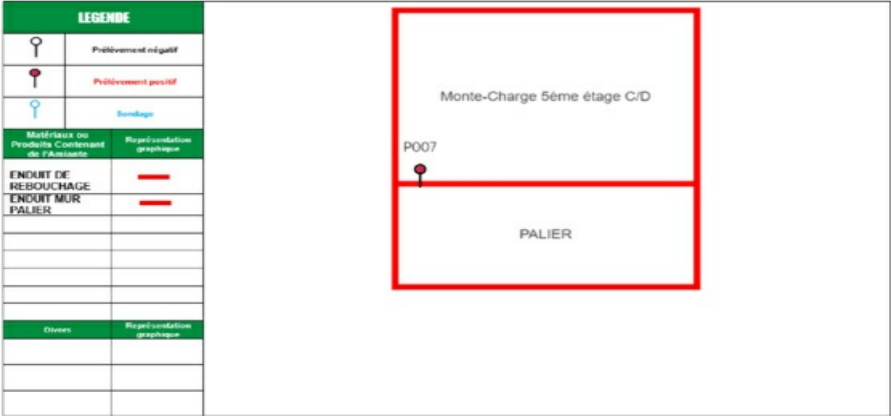 LEGENDE
Prélèvement négatif
Prélèvement positif
Sondage
Matériaux ou
Produits Contenant
de l'Amiante
Représentation
graphique
ENDUIT DE
REBOUCHAGE
ENDUIT MUR
PALIER
Divers
Représentation
graphique
Monte-Charge 5ème étage C/D
P007
PALIER